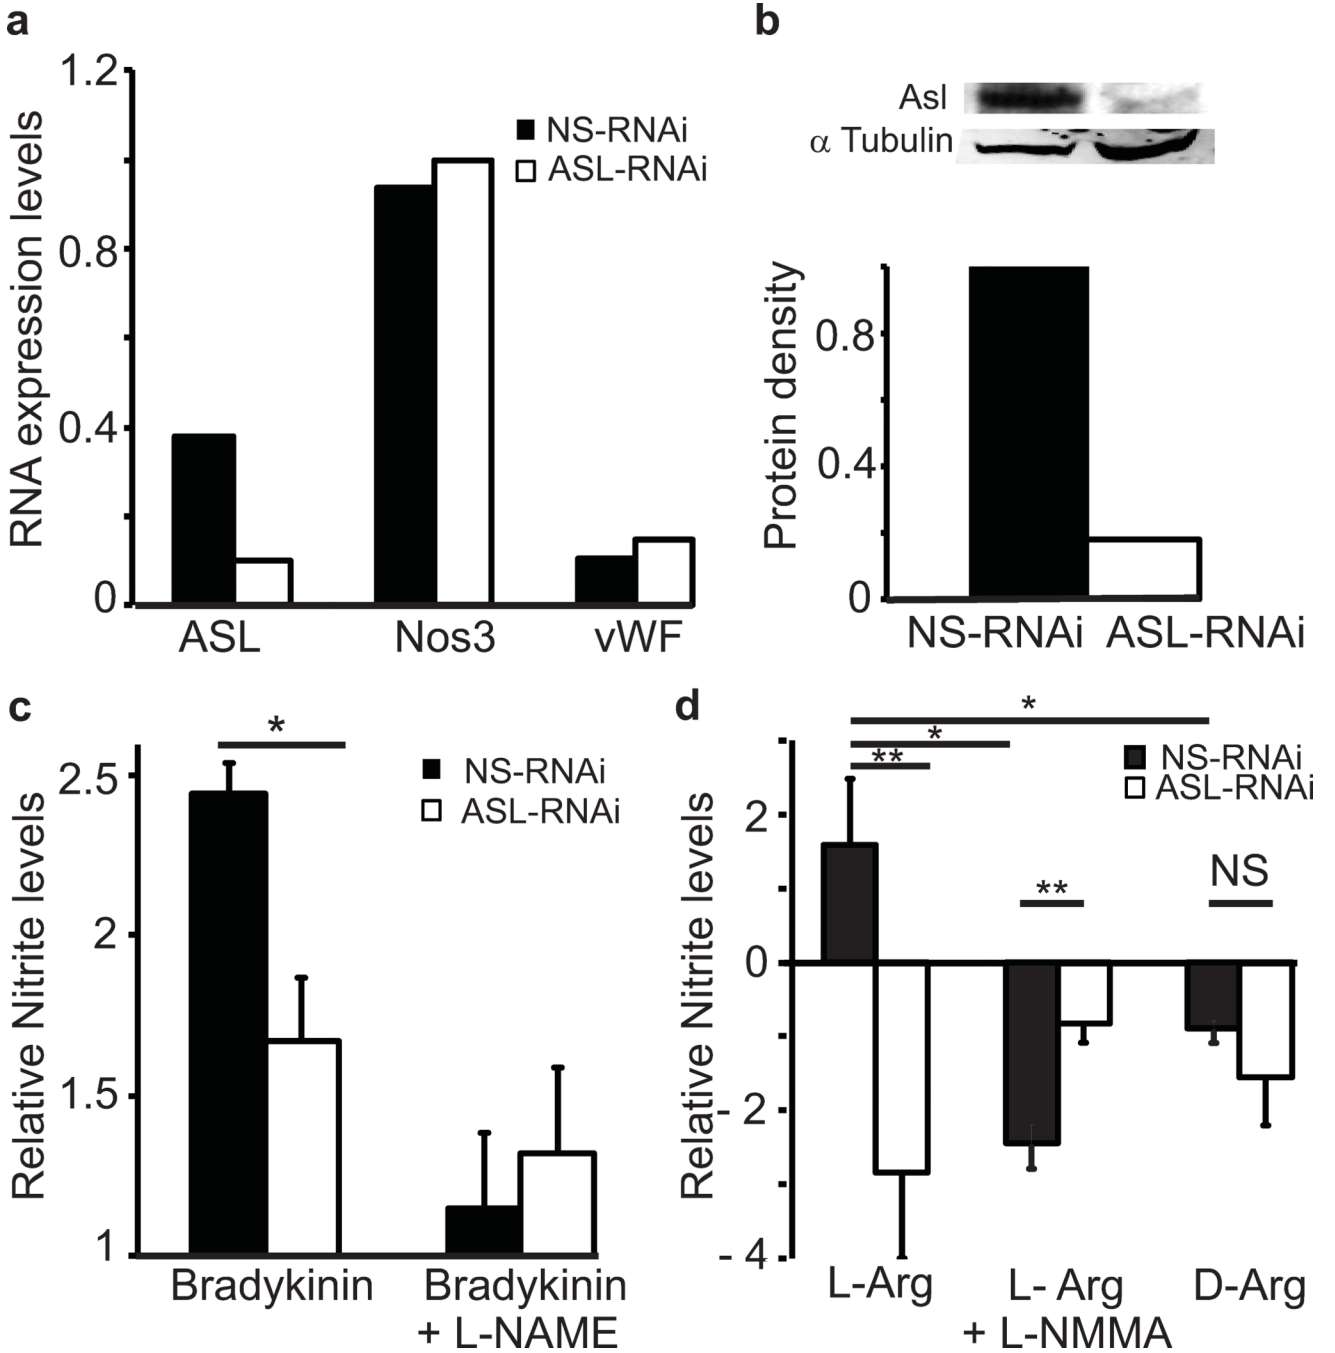 a
1.2
0.8
0.4
0
RNA expression levels
NS-RNAi
ASL-RNAi
ASL
Nos3
vWF
b
Asl
α Tubulin
0.8
0.4
0
Protein density
NS-RNAi
ASL-RNAi
c
*
2.5
2
1.5
1
Relative Nitrite levels
NS-RNAi
ASL-RNAi
Bradykinin
Bradykinin
+ L-NAME
d
*
*
**
2
0
- 2
- 4
Relative Nitrite levels
NS-RNAi
ASL-RNAi
**
NS
L-Arg
L- Arg
+ L-NMMA
D-Arg